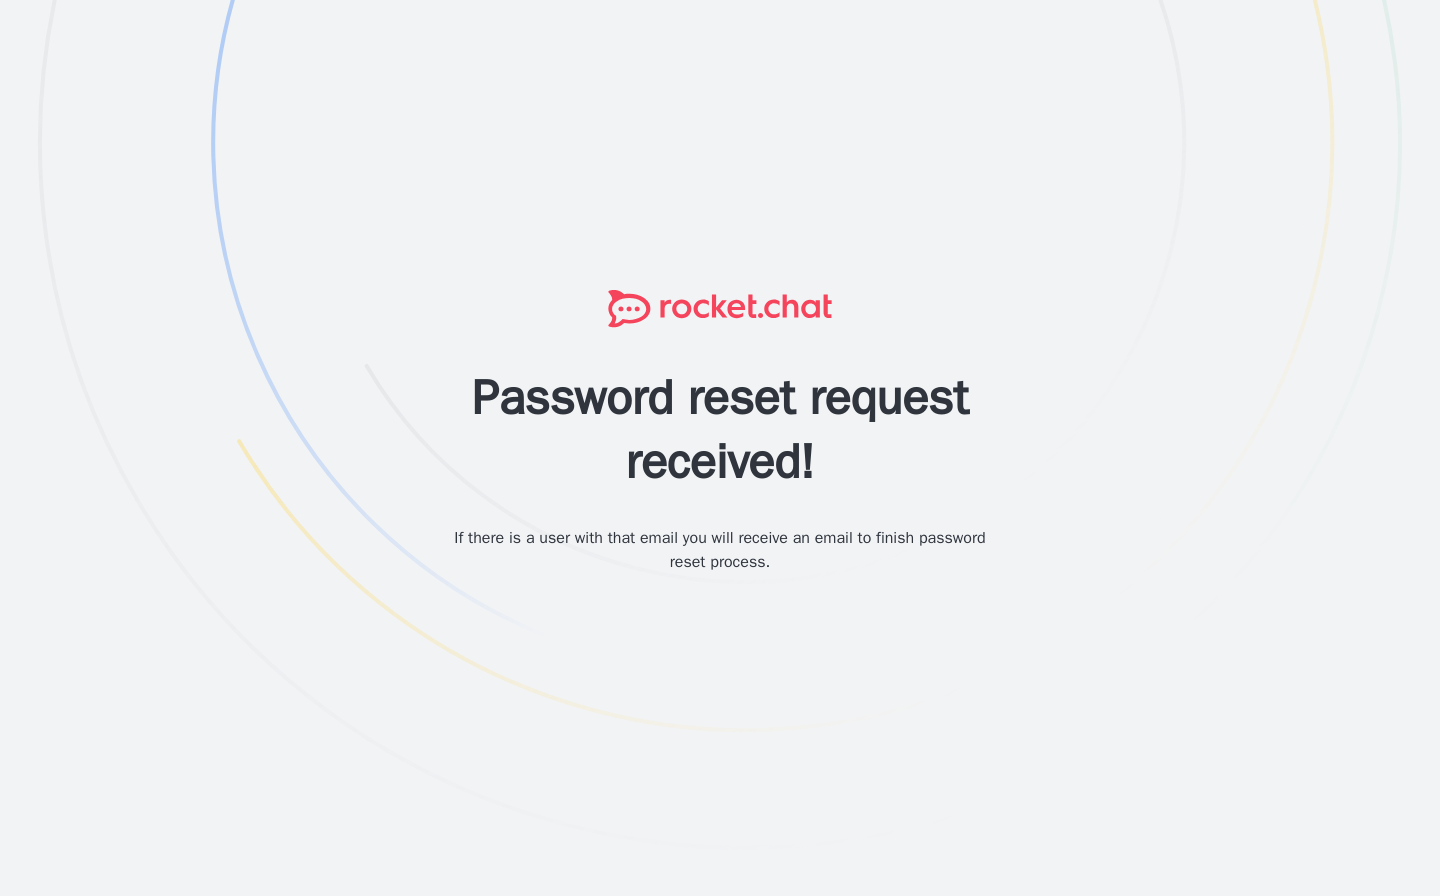 rocket.chat
Password reset request
received!
If there is a user with that email you will receive an email to finish password
reset process.